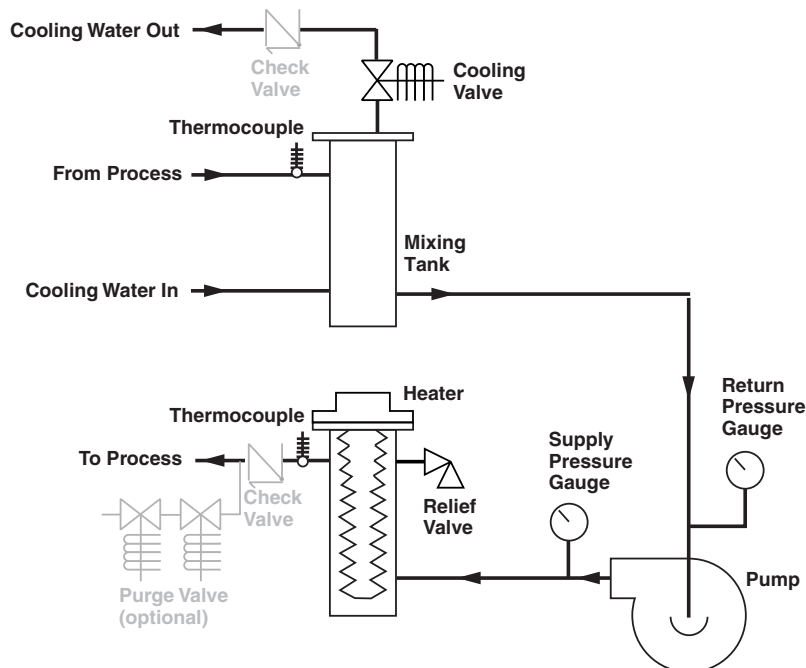 Cooling Water Out
Check
Valve
Cooling
Valve
Thermocouple
From Process
Mixing
Tank
Cooling Water In
Heater
Return
Pressure
Gauge
Thermocouple
Supply
Pressure
Gauge
To Process
Check
Valve
Relief
Valve
Purge Valve
(optional)
Pump